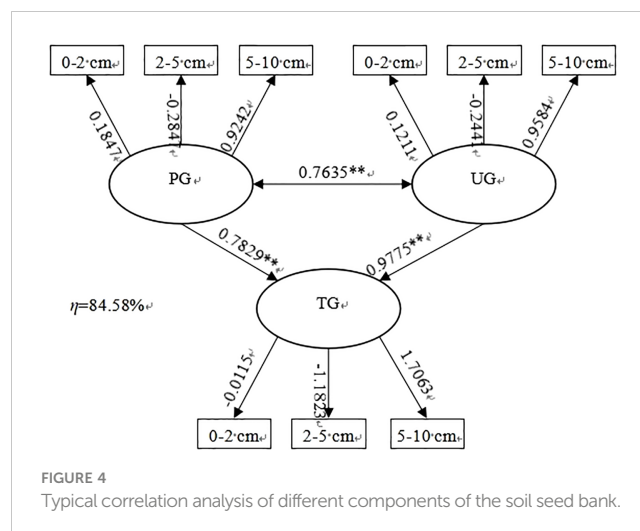 0-2 cm 2-5 cm 5-10 cm 0-2 cm 2-5 cm 5-10 cm
0.1847 -0.2841 0.9242 0.1211 -0.2441 0.9584
PG 0.7635** UG
0.7829** 0.9775**
η=84.58% TG
-0.0115 -1.1823 1.7063
0-2 cm 2-5 cm 5-10 cm
FIGURE 4
Typical correlation analysis of different components of the soil seed bank.